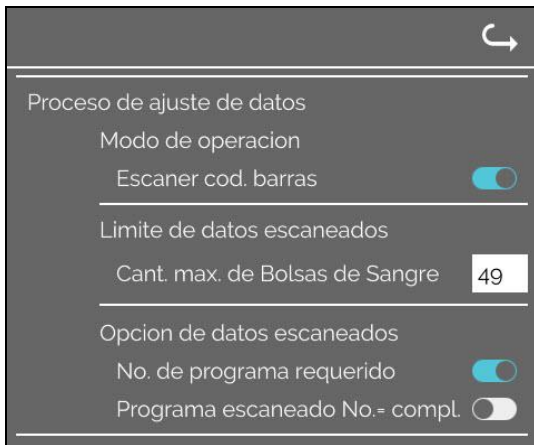 Proceso de ajuste de datos
Modo de operacion
Escaner cod. barras
Limite de datos escaneados
Cant. max. de Bolsas de Sangre 49
Opcion de datos escaneados
No. de programa requerido
Programa escaneado No.= compl.